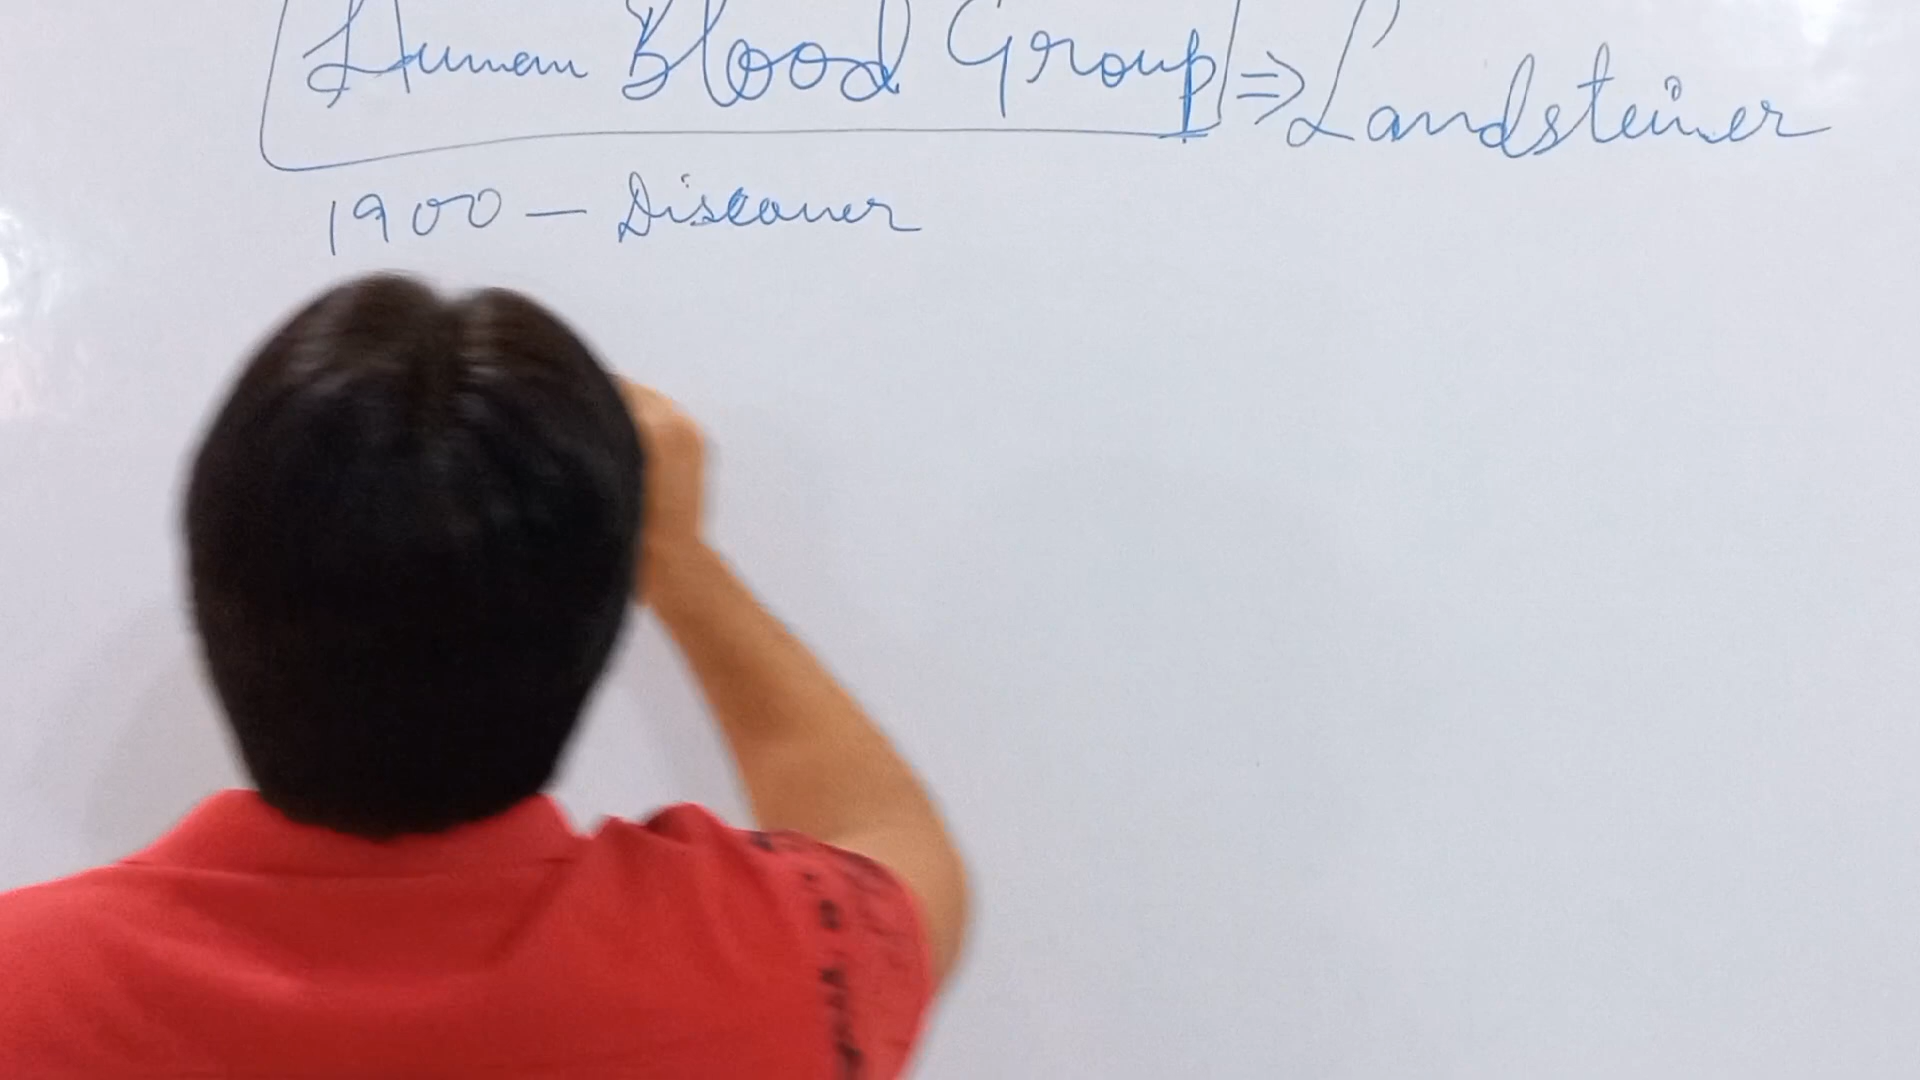 Human Blood Group ⇒ Landsteiner
1900 – Discover